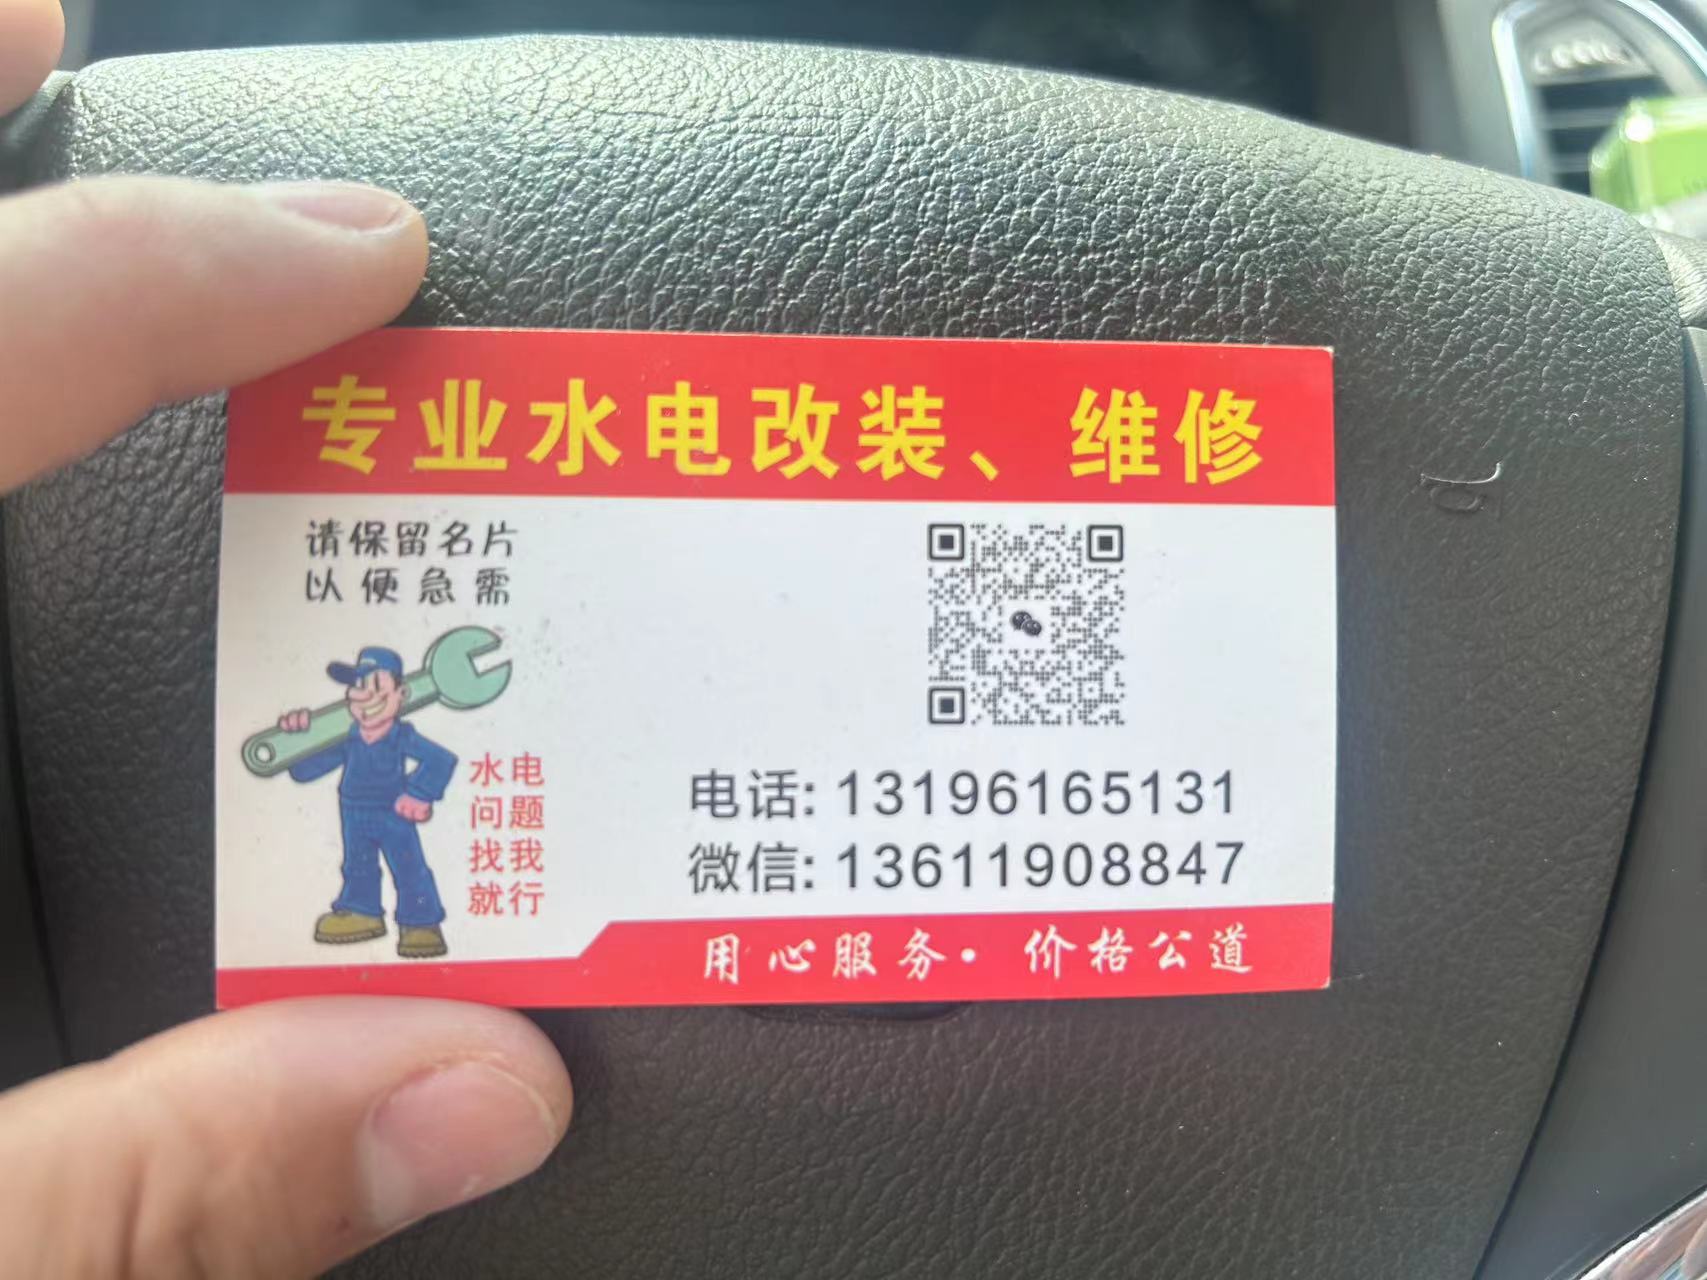 专业水电改装、维修
请保留名片
以便急需
水电
问题
找我
就行
电话: 13196165131
微信: 13611908847
用心服务·价格公道